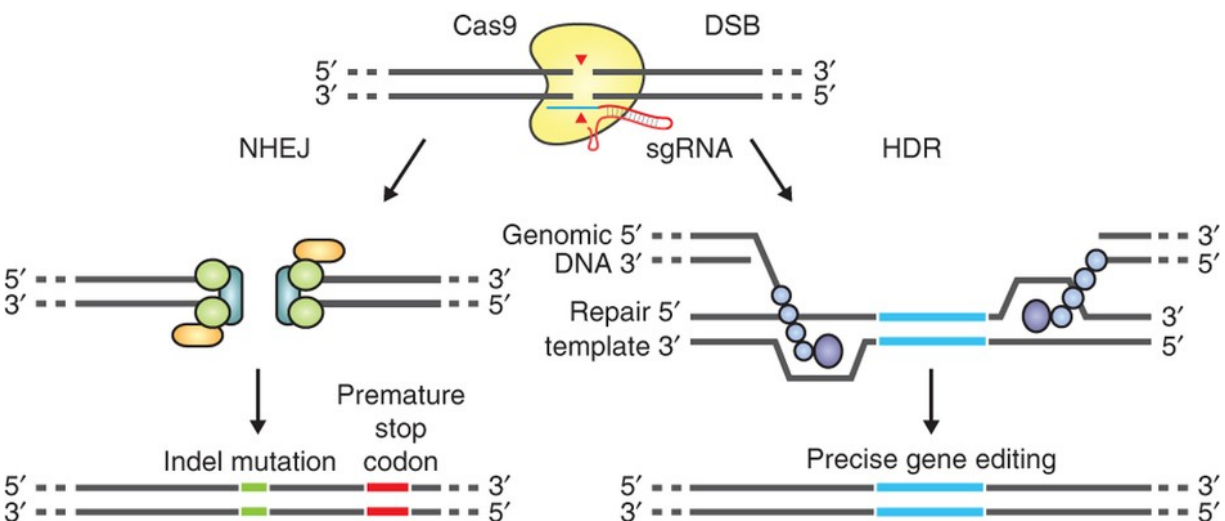 Cas9 DSB
5′ 3′
3′ 5′
NHEJ sgRNA HDR
Genomic 5′ 3′
DNA 3′ 5′
5′ 3′
3′ 5′
Repair 5′ 3′
template 3′ 5′
Premature
stop
codon
Indel mutation
Precise gene editing
5′ 3′
3′ 5′
5′ 3′
3′ 5′